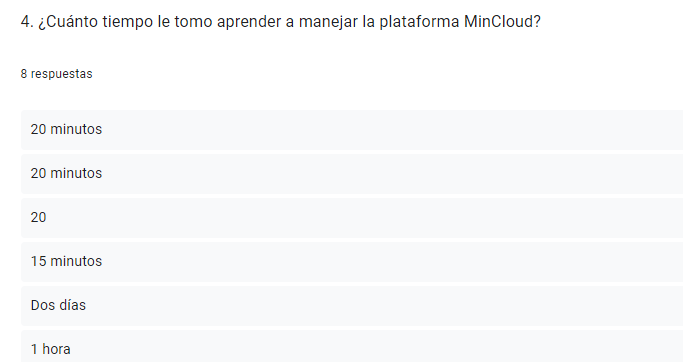 4. ¿Cuánto tiempo le tomo aprender a manejar la plataforma MinCloud?
8 respuestas
20 minutos
20 minutos
20
15 minutos
Dos días
1 hora